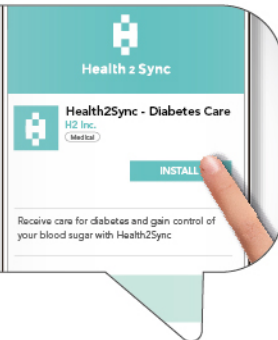 Health 2 Sync
Health2Sync - Diabetes Care
H2 Inc.
Medical
INSTALL
Receive care for diabetes and gain control of
your blood sugar with Health2Sync